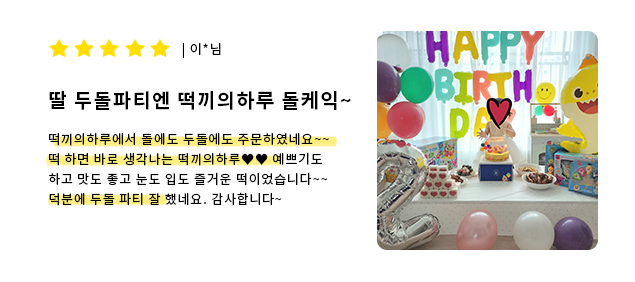 ★★★★★ | 이*님
딸 두돌파티엔 떡끼의하루 돌케익~
떡끼의하루에서 돌에도 두돌에도 주문하였네요~~
떡 하면 바로 생각나는 떡끼의하루♥♥ 예쁘기도
하고 맛도 좋고 눈도 입도 즐거운 떡이었습니다~~
덕분에 두돌 파티 잘 했네요. 감사합니다~
HAPPY
BIRTH
DA
2